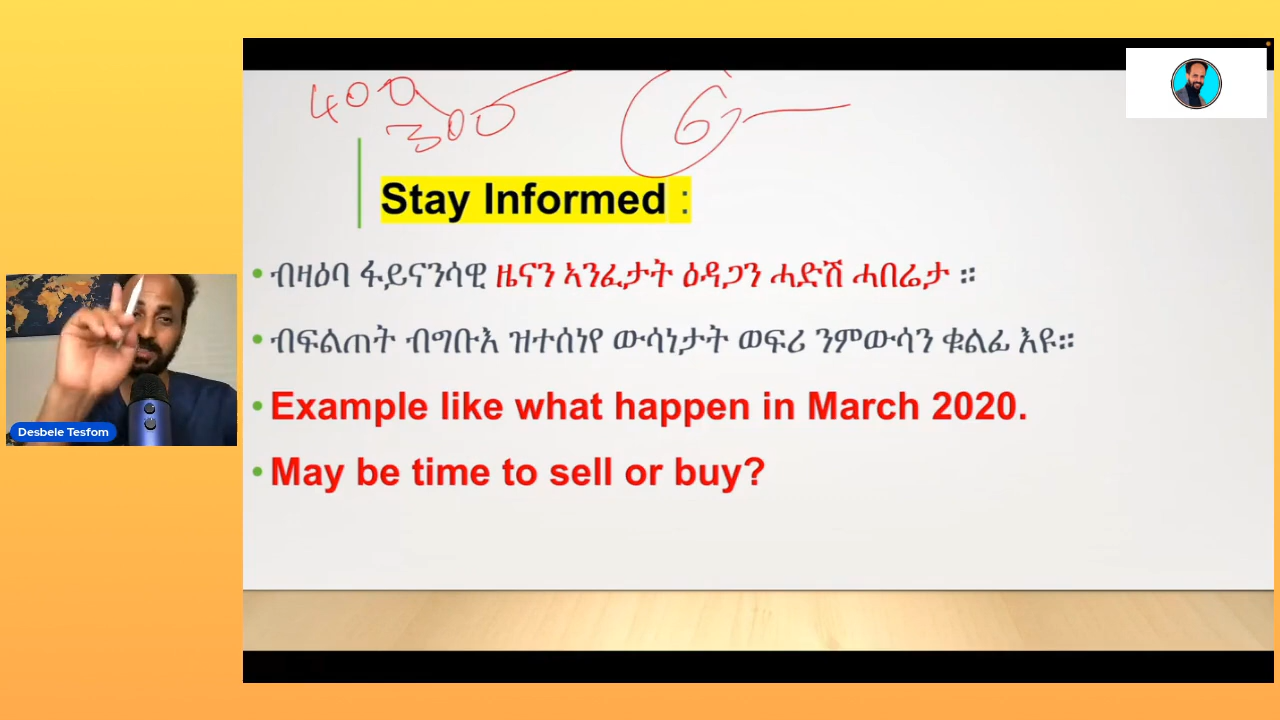 400
300
6
Stay Informed :
• ብዛዕባ ፋይናንሳዊ ዜናን ኣንፈታት ዕዳጋን ሓድሽ ሓበሬታ ።
• ብፍልጠት ብግቡእ ዝተሰነየ ውሳነታት ወፍሪ ንምውሳን ቁልፊ እዩ።
• Example like what happen in March 2020.
• May be time to sell or buy?
Desbele Tesfom